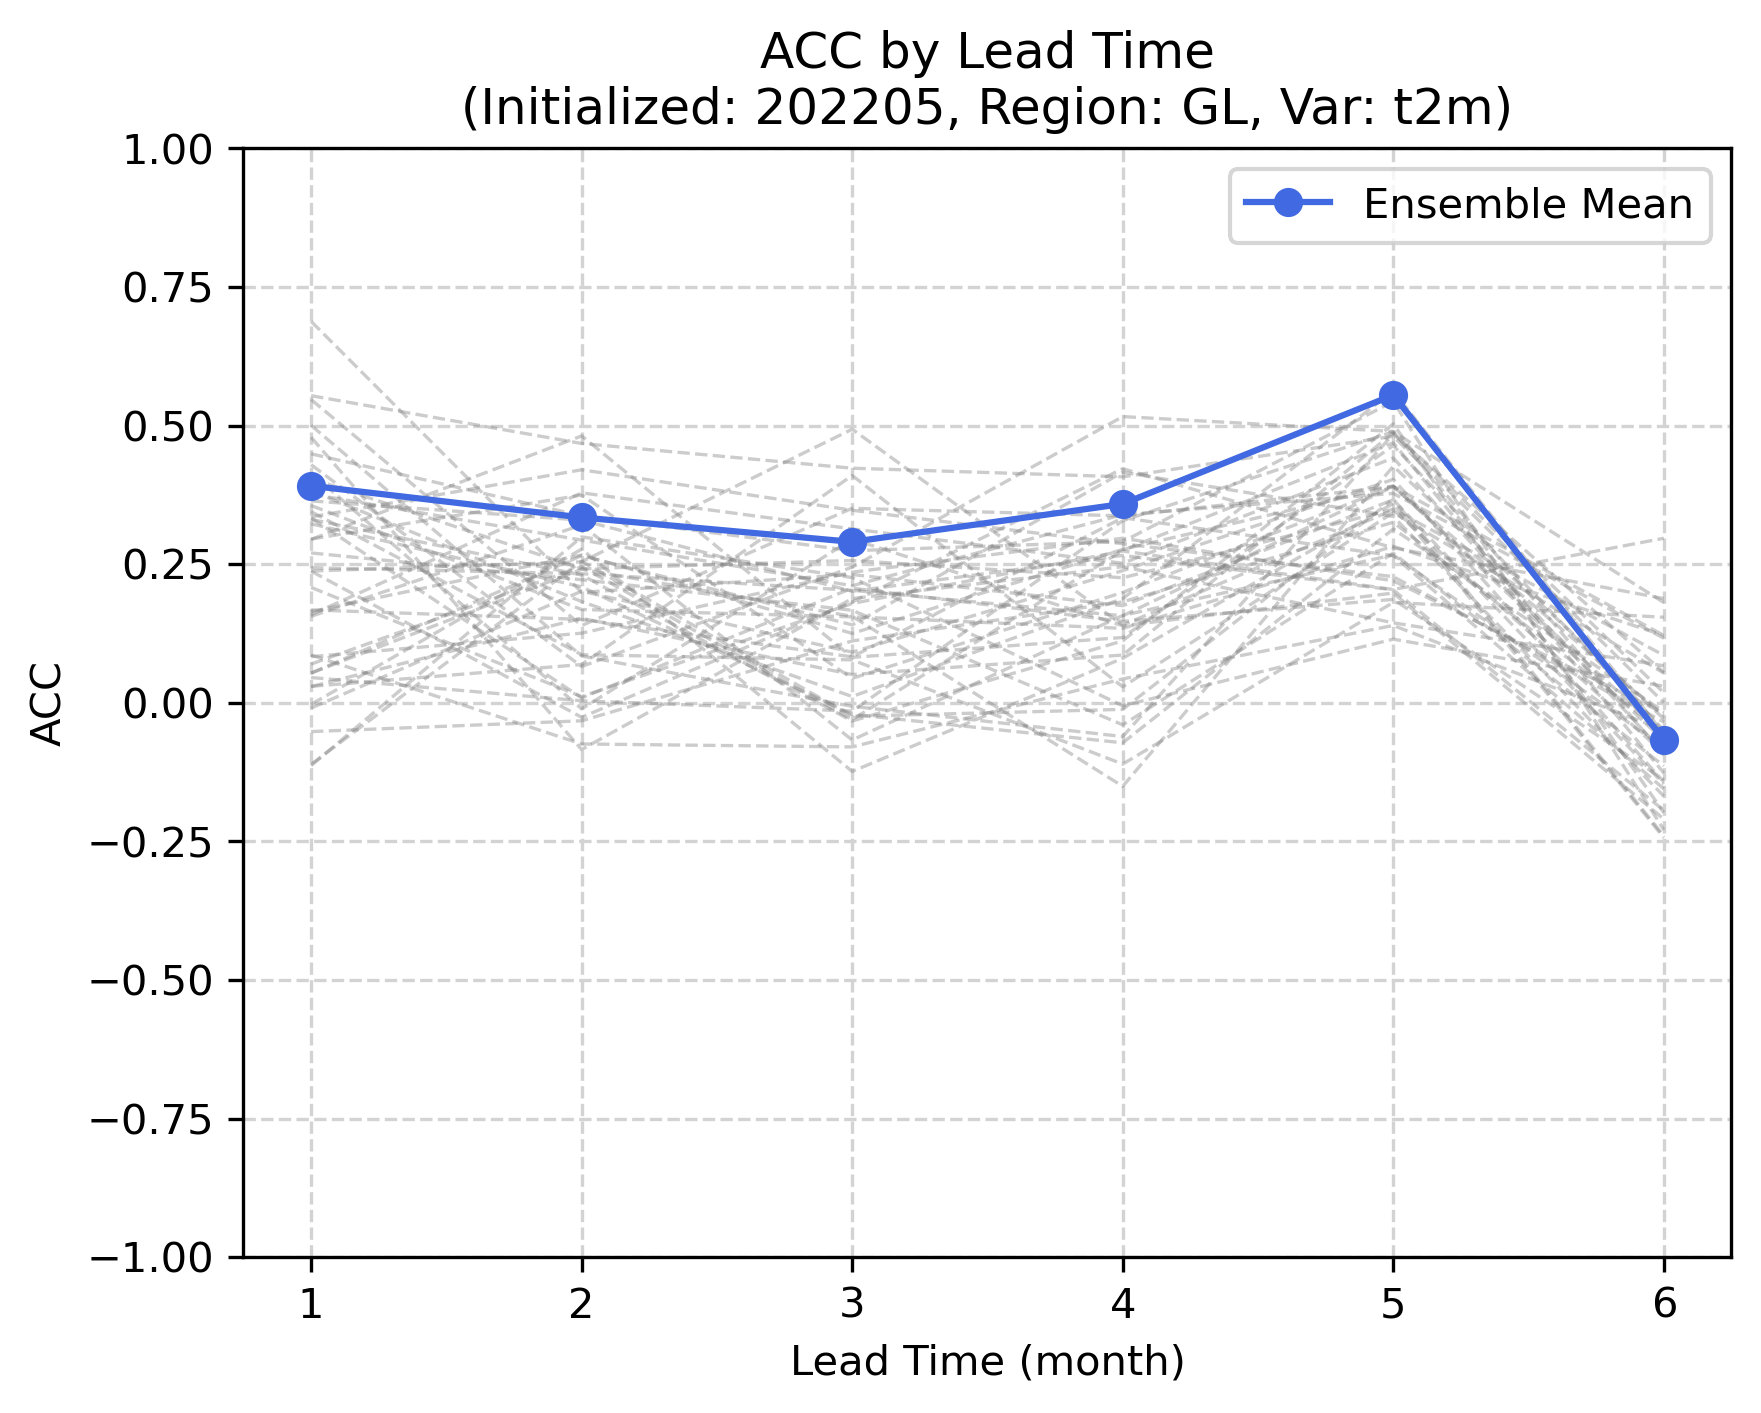 ACC by Lead Time
(Initialized: 202205, Region: GL, Var: t2m)
Ensemble Mean
1.00
0.75
0.50
0.25
0.00
−0.25
−0.50
−0.75
−1.00
ACC
1 2 3 4 5 6
Lead Time (month)